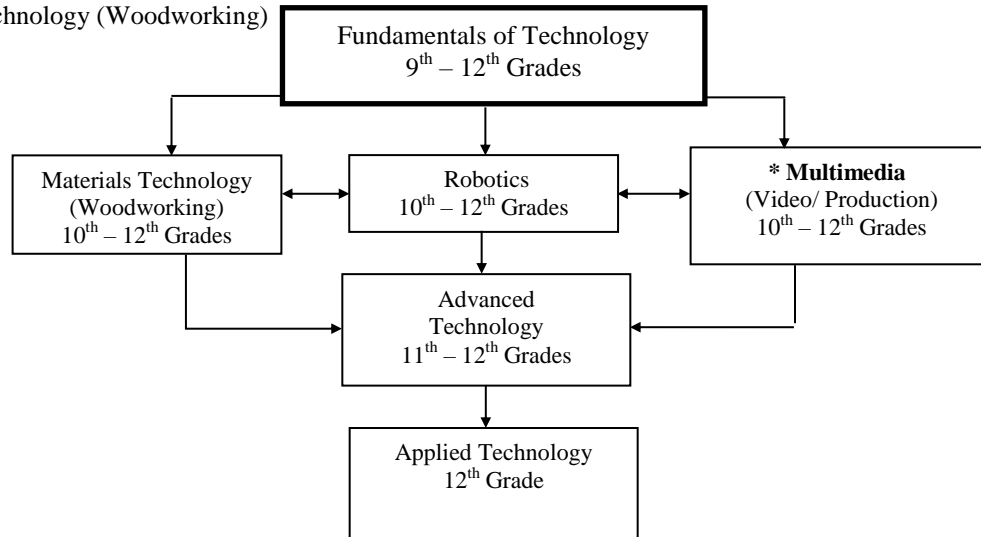 chnology (Woodworking)
Fundamentals of Technology
9th – 12th Grades
Materials Technology
(Woodworking)
10th – 12th Grades
Robotics
10th – 12th Grades
* Multimedia
(Video/ Production)
10th – 12th Grades
Advanced
Technology
11th – 12th Grades
Applied Technology
12th Grade